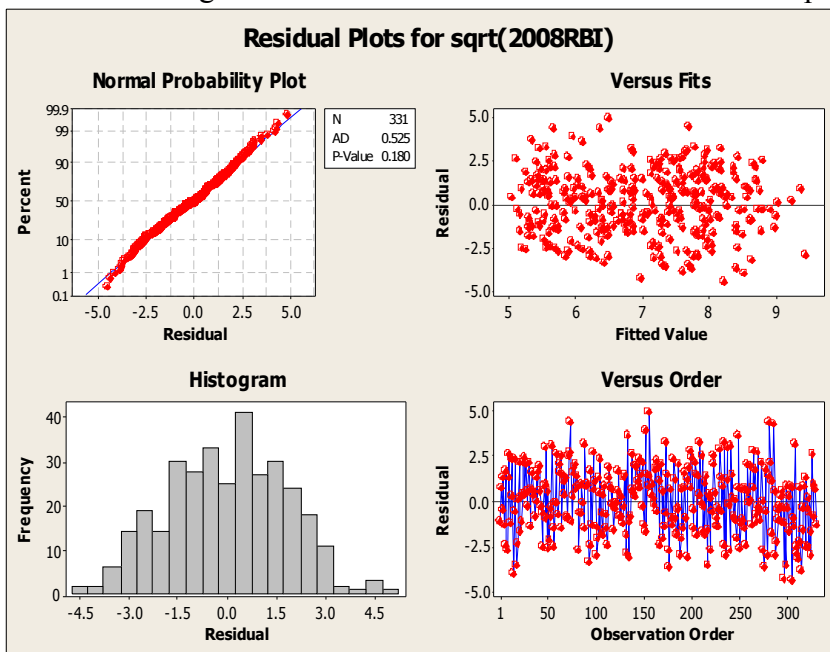 Residual Plots for sqrt(2008RBI)
Normal Probability Plot
99.9
99
90
50
10
1
0.1
Percent
-5.0 -2.5 0.0 2.5 5.0
Residual
N 331
AD 0.525
P-Value 0.180
Versus Fits
5.0
2.5
0.0
-2.5
-5.0
Residual
5 6 7 8 9
Fitted Value
Histogram
40
30
20
10
0
Frequency
-4.5 -3.0 -1.5 0.0 1.5 3.0 4.5
Residual
Versus Order
5.0
2.5
0.0
-2.5
-5.0
Residual
1 50 100 150 200 250 300
Observation Order